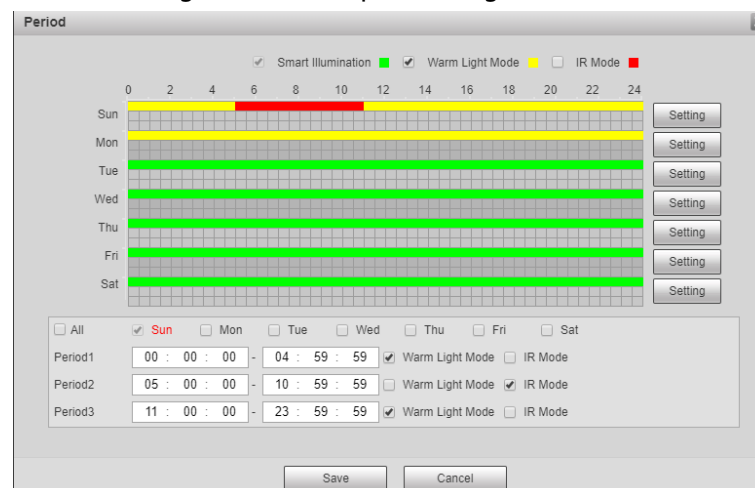 Period
Smart Illumination Warm Light Mode IR Mode
0 2 4 6 8 10 12 14 16 18 20 22 24
Sun Setting
Mon Setting
Tue Setting
Wed Setting
Thu Setting
Fri Setting
Sat Setting
All Sun Mon Tue Wed Thu Fri Sat
Period1 00 : 00 : 00 - 04 : 59 : 59 Warm Light Mode IR Mode
Period2 05 : 00 : 00 - 10 : 59 : 59 Warm Light Mode IR Mode
Period3 11 : 00 : 00 - 23 : 59 : 59 Warm Light Mode IR Mode
Save Cancel